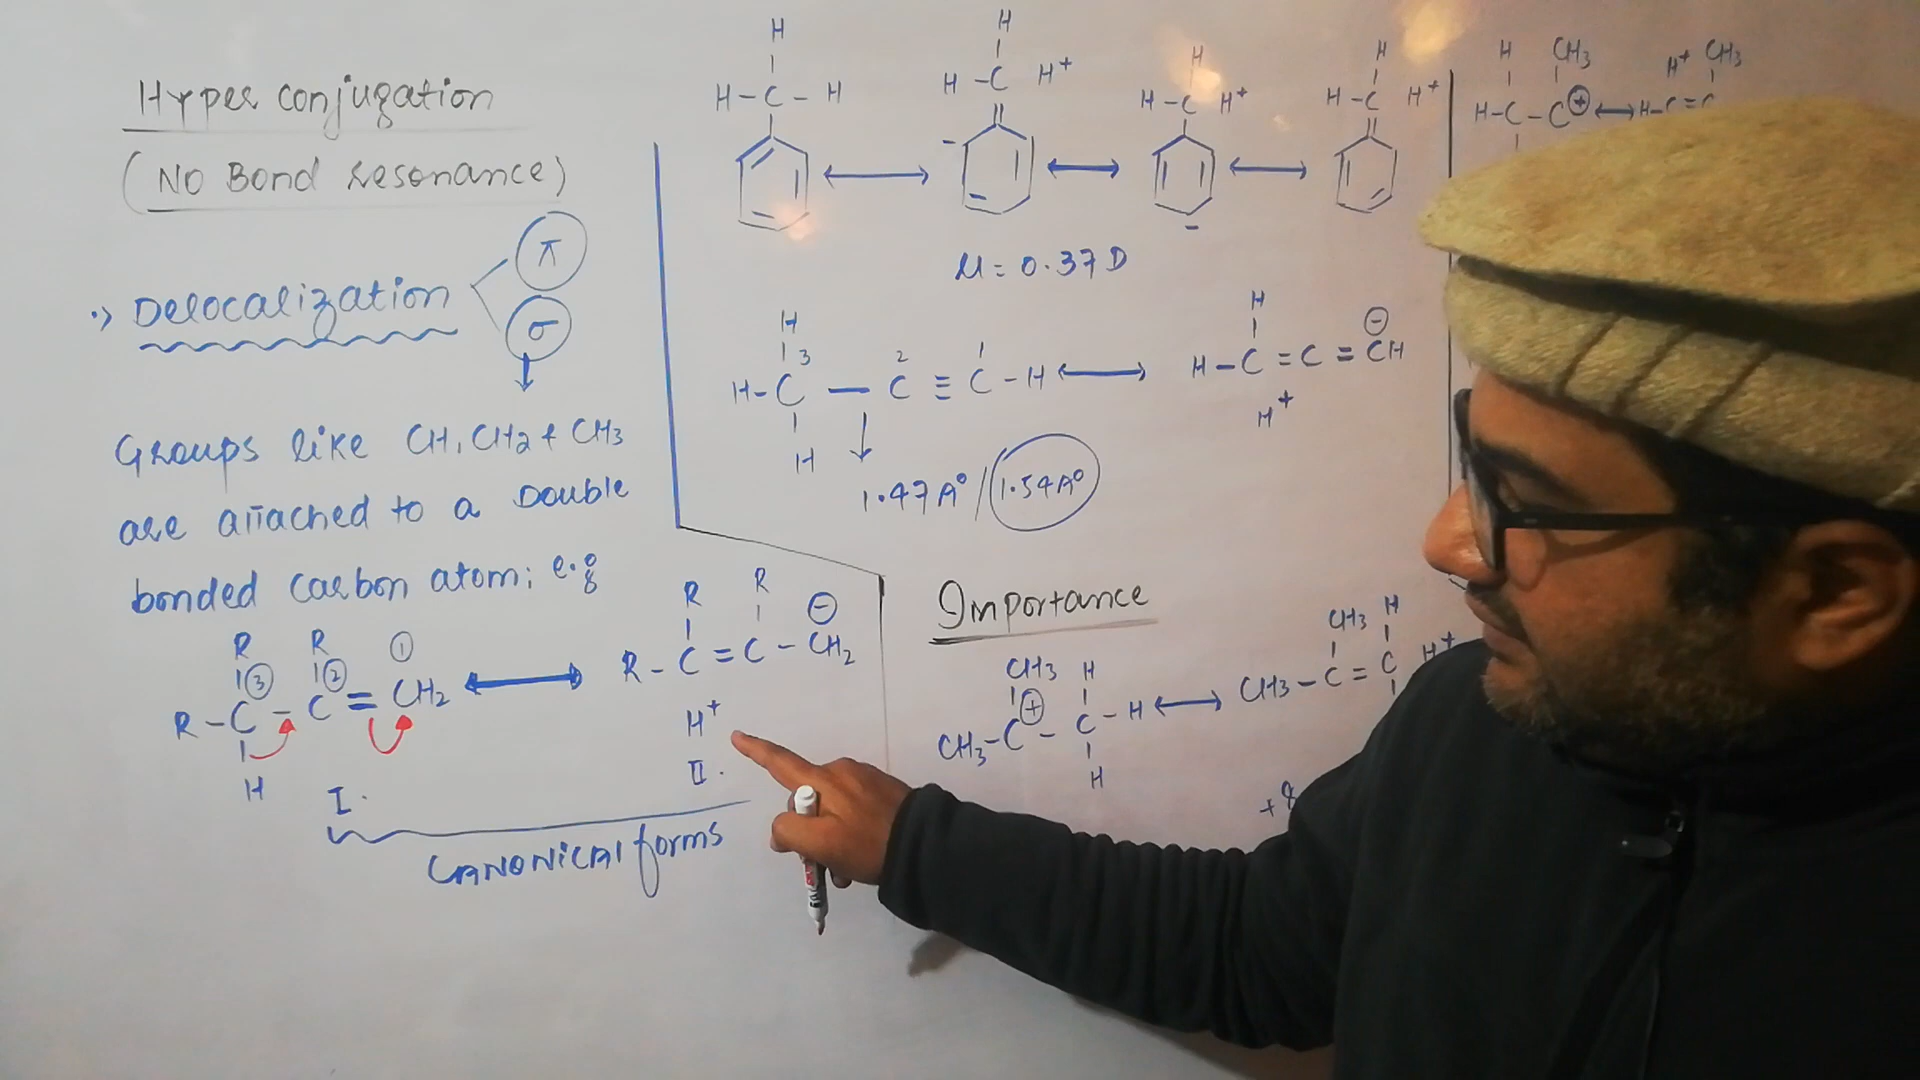 Hyper conjugation
(No Bond resonance)
•> Delocalization
π
σ
Groups like CH, CH2 + CH3
are attached to a Double
bonded carbon atom; e.g
R R ①
③ ②
R - C - C = CH2 ⟷
H
I.
R R ⊖
R - C = C - CH2
H+
II.
CANONICAl forms
H
H - C - H
⟷
H
H - C H+
-
⟷
H
H - C H+
-
⟷
H
H - C H+
μ = 0.37 D
H
3 2 1
H - C — C ≡ C - H ⟷
H
1.47 A° / 1.54 A°
H ⊖
H - C = C = CH
H+
Importance
CH3 H
⊕
CH3 - C - C - H ⟷
H
CH3 H
CH3 - C = C H+
H CH3
H - C - C ⊕ ⟷
H+ CH3
H - C = C